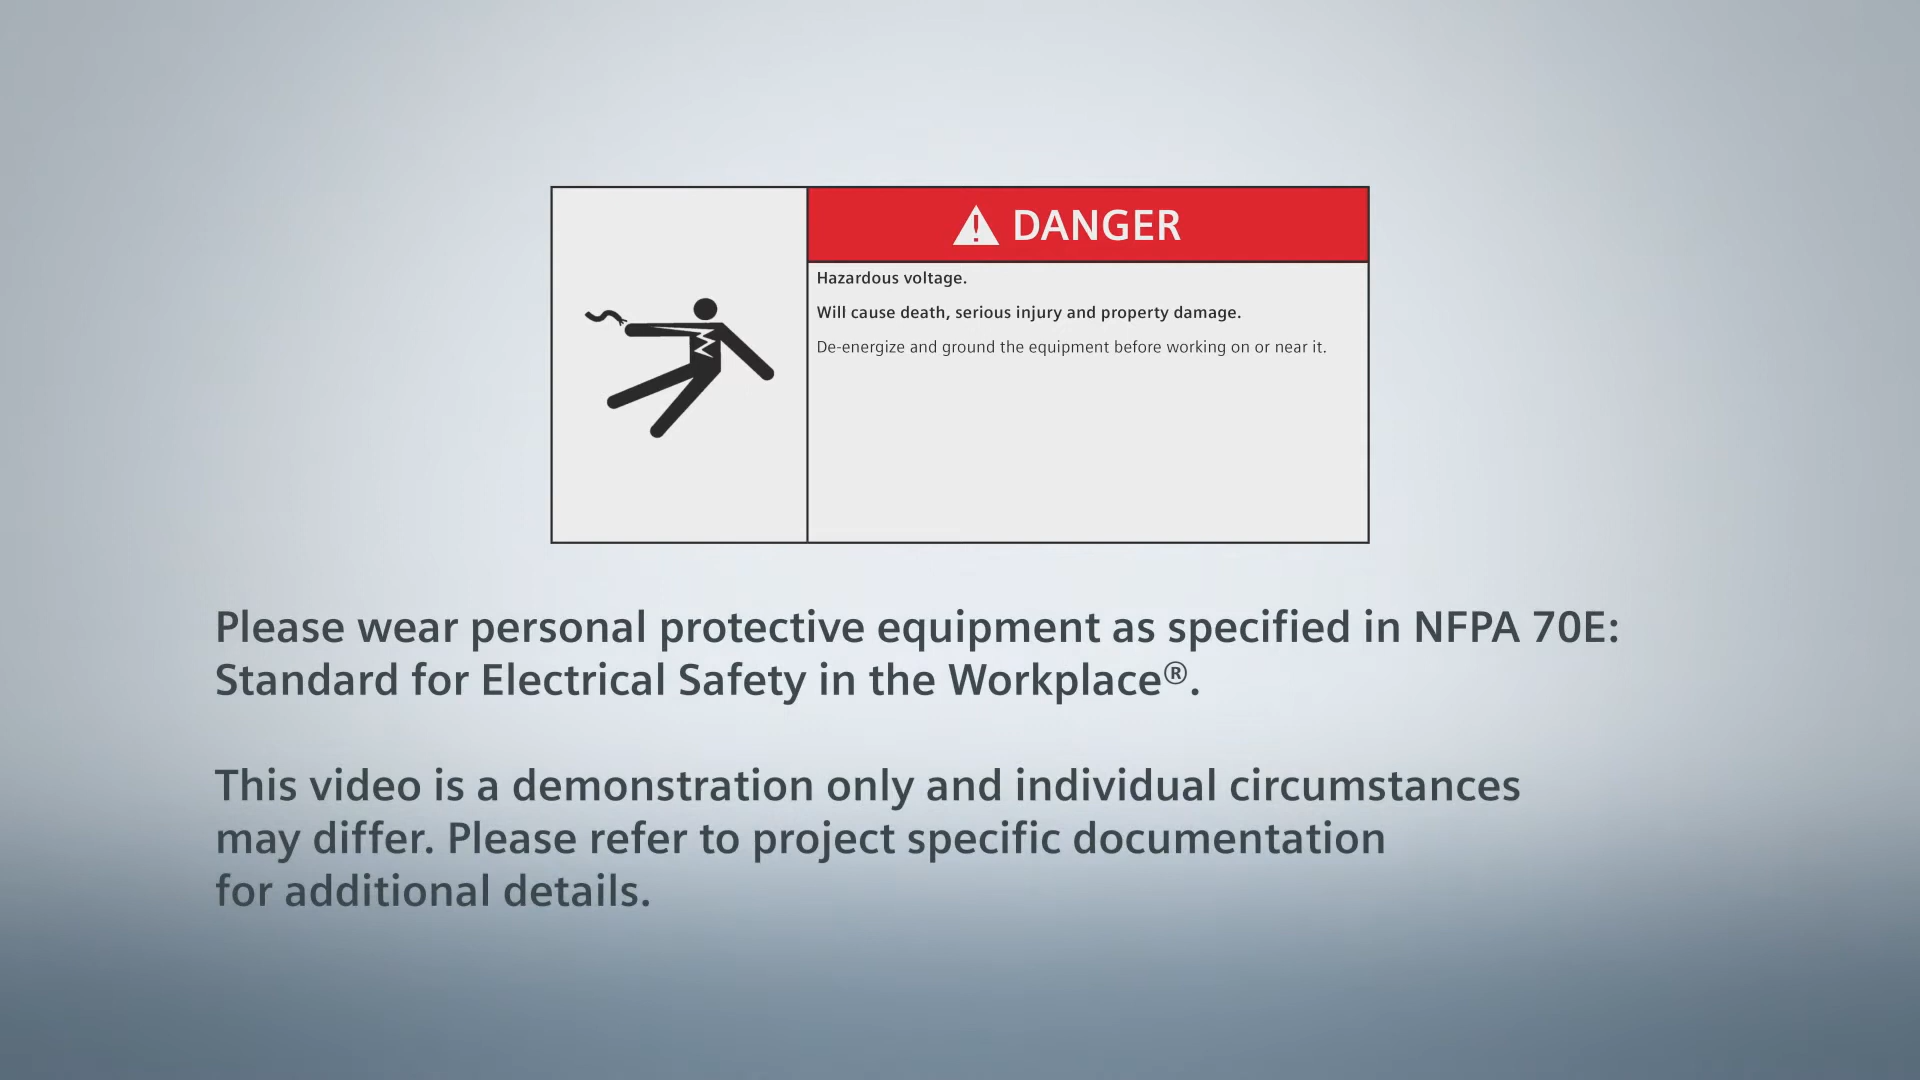 DANGER
Hazardous voltage.
Will cause death, serious injury and property damage.
De-energize and ground the equipment before working on or near it.
Please wear personal protective equipment as specified in NFPA 70E:
Standard for Electrical Safety in the Workplace®.
This video is a demonstration only and individual circumstances
may differ. Please refer to project specific documentation
for additional details.